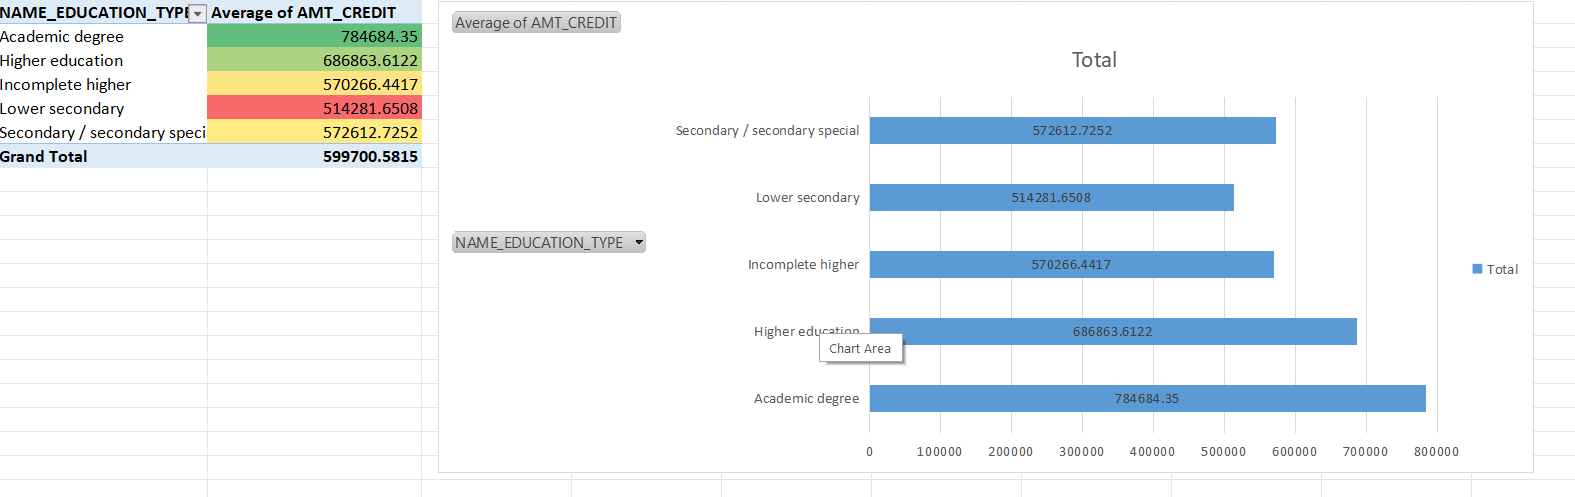 NAME_EDUCATION_TYPE Average of AMT_CREDIT
Academic degree 784684.35
Higher education 686863.6122
Incomplete higher 570266.4417
Lower secondary 514281.6508
Secondary / secondary speci 572612.7252
Grand Total 599700.5815
Average of AMT_CREDIT
Total
Secondary / secondary special 572612.7252
Lower secondary 514281.6508
NAME_EDUCATION_TYPE
Incomplete higher 570266.4417
Total
Higher education 686863.6122
Chart Area
Academic degree 784684.35
0 100000 200000 300000 400000 500000 600000 700000 800000